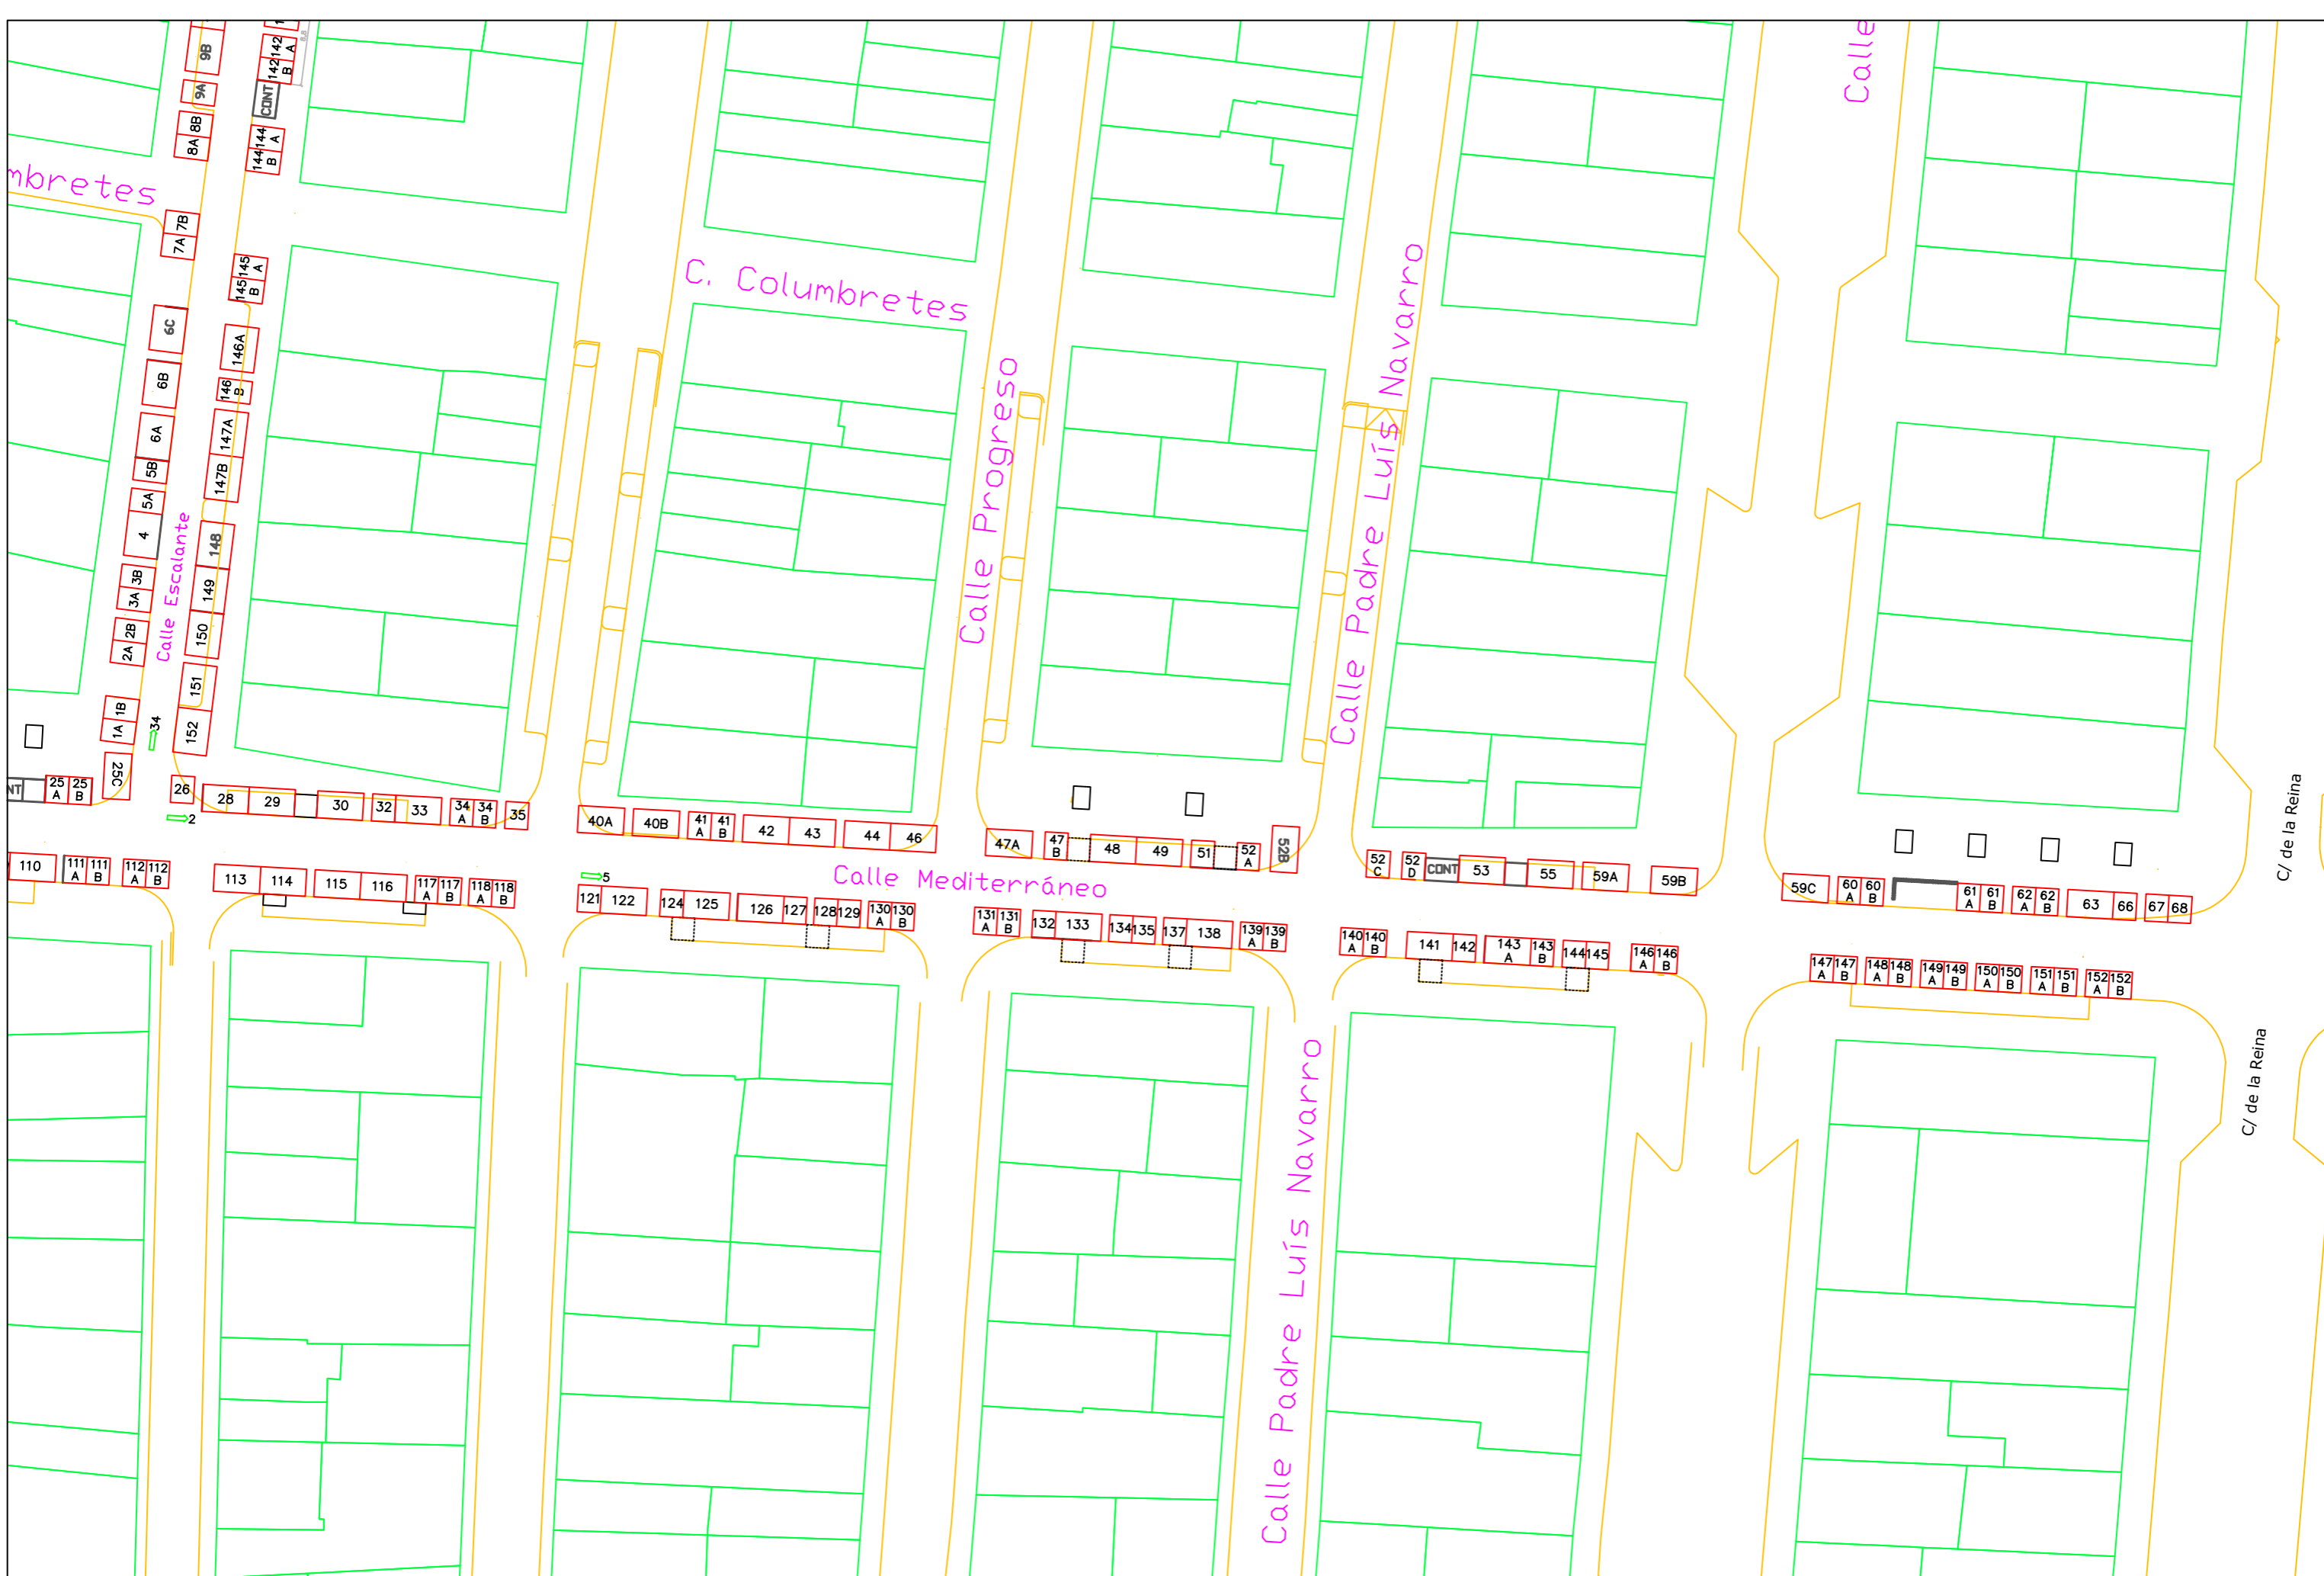 9B
9A
8B
8A
142
A
142
B
CONT
144
A
144
B
Calle
mbretes
7B
7A
145
A
145
B
C. Columbretes
6C
6B
6A
5B
5A
4
3B
3A
2B
2A
1B
1A
25C
146A
146
B
147A
147B
148
149
150
151
152
Calle Escalante
34
Calle Progreso
Calle Padre Luís Navarro
C/ de la Reina
NT
25
A
25
B
26
28
29
30
32
33
34
A
34
B
35
40A
40B
41
A
41
B
42
43
44
46
47A
47
B
48
49
51
52
A
52B
52
C
52
D
CONT
53
55
59A
59B
59C
60
A
60
B
61
A
61
B
62
A
62
B
63
66
67
68
2
5
Calle Mediterráneo
110
111
A
111
B
112
A
112
B
113
114
115
116
117
A
117
B
118
A
118
B
121
122
124
125
126
127
128
129
130
A
130
B
131
A
131
B
132
133
134
135
137
138
139
A
139
B
140
A
140
B
141
142
143
A
143
B
144
145
146
A
146
B
147
A
147
B
148
A
148
B
149
A
149
B
150
A
150
B
151
A
151
B
152
A
152
B
Calle Padre Luís Navarro
C/ de la Reina